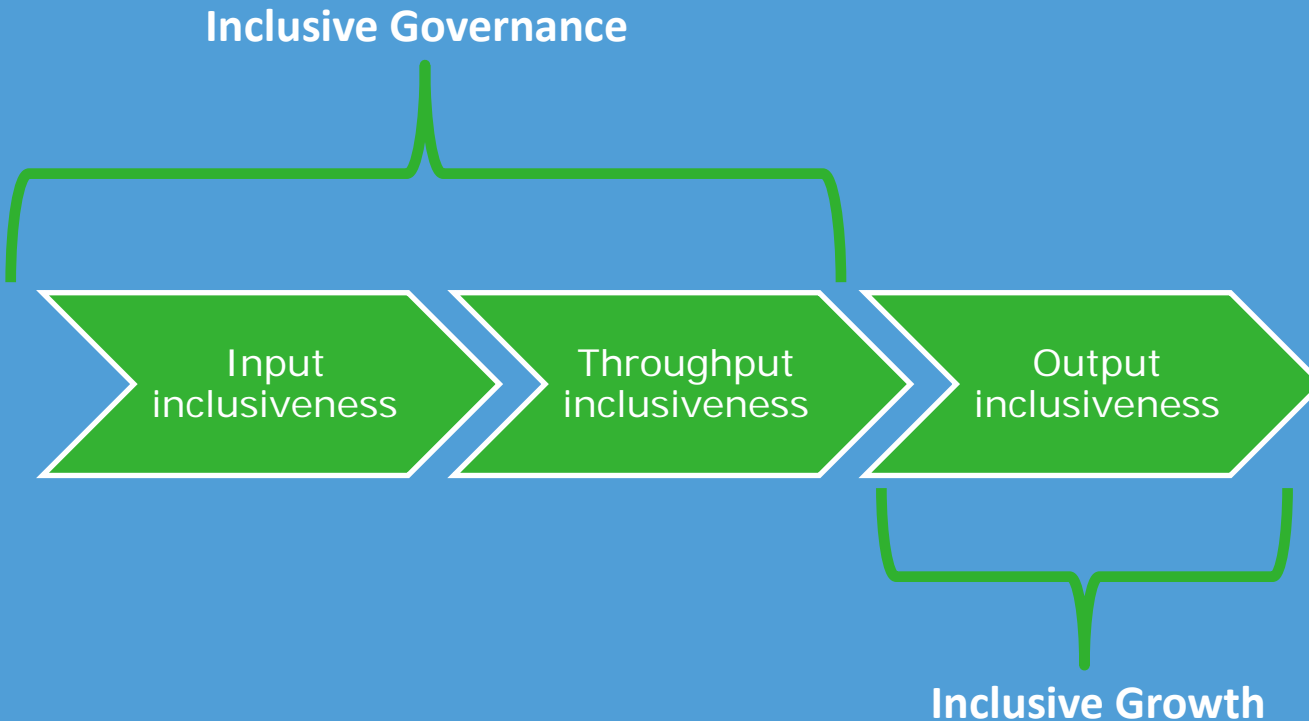 Inclusive Governance
Input
inclusiveness
Throughput
inclusiveness
Output
inclusiveness
Inclusive Growth